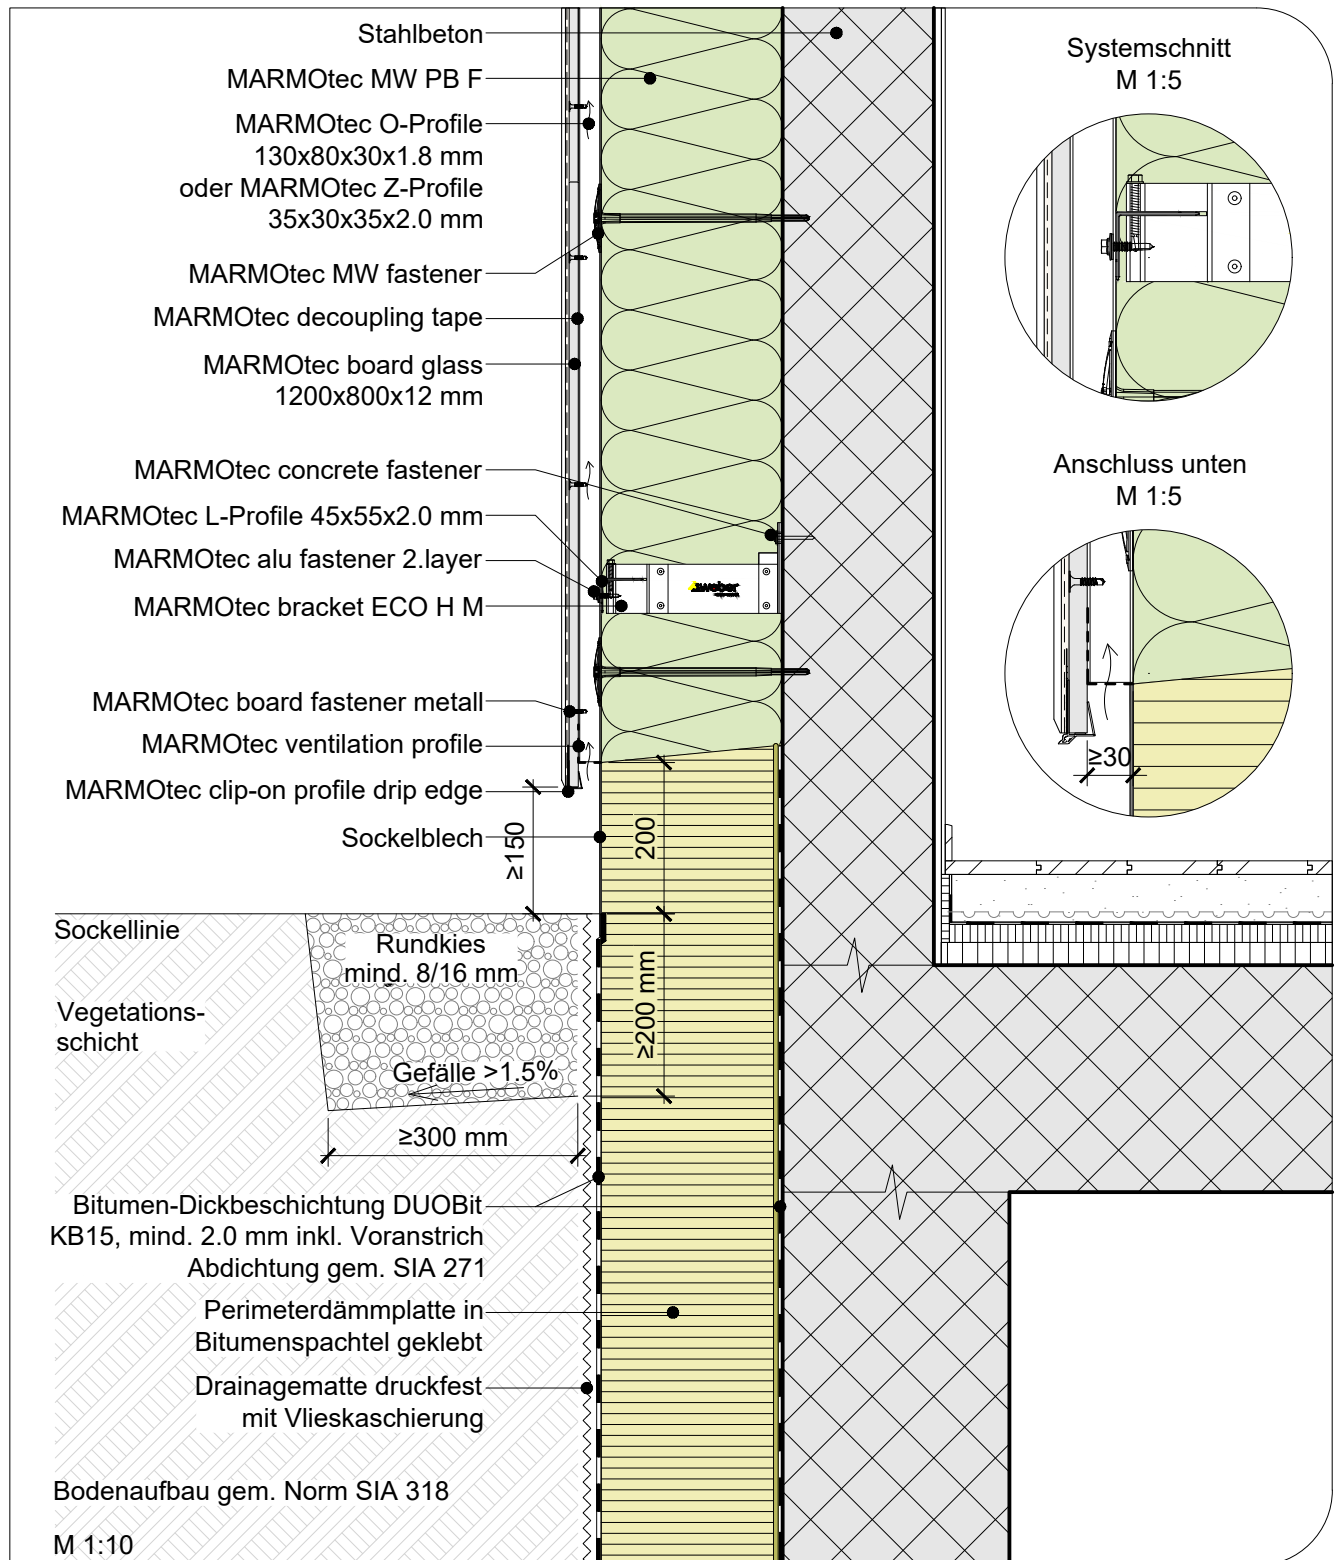 Stahlbeton
MARMOtec MW PB F
MARMOtec O-Profile
130x80x30x1.8 mm
oder MARMOtec Z-Profile
35x30x35x2.0 mm
MARMOtec MW fastener
MARMOtec decoupling tape
MARMOtec board glass
1200x800x12 mm
MARMOtec concrete fastener
MARMOtec L-Profile 45x55x2.0 mm
MARMOtec alu fastener 2.layer
MARMOtec bracket ECO H M
MARMOtec board fastener metall
MARMOtec ventilation profile
MARMOtec clip-on profile drip edge
Sockelblech
weber
≥150
200
Sockellinie
Rundkies
mind. 8/16 mm
Vegetations-
schicht
Gefälle >1.5%
≥200 mm
≥300 mm
Bitumen-Dickbeschichtung DUOBit
KB15, mind. 2.0 mm inkl. Voranstrich
Abdichtung gem. SIA 271
Perimeterdämmplatte in
Bitumenspachtel geklebt
Drainagematte druckfest
mit Vlieskaschierung
Bodenaufbau gem. Norm SIA 318
M 1:10
Systemschnitt
M 1:5
Anschluss unten
M 1:5
≥30